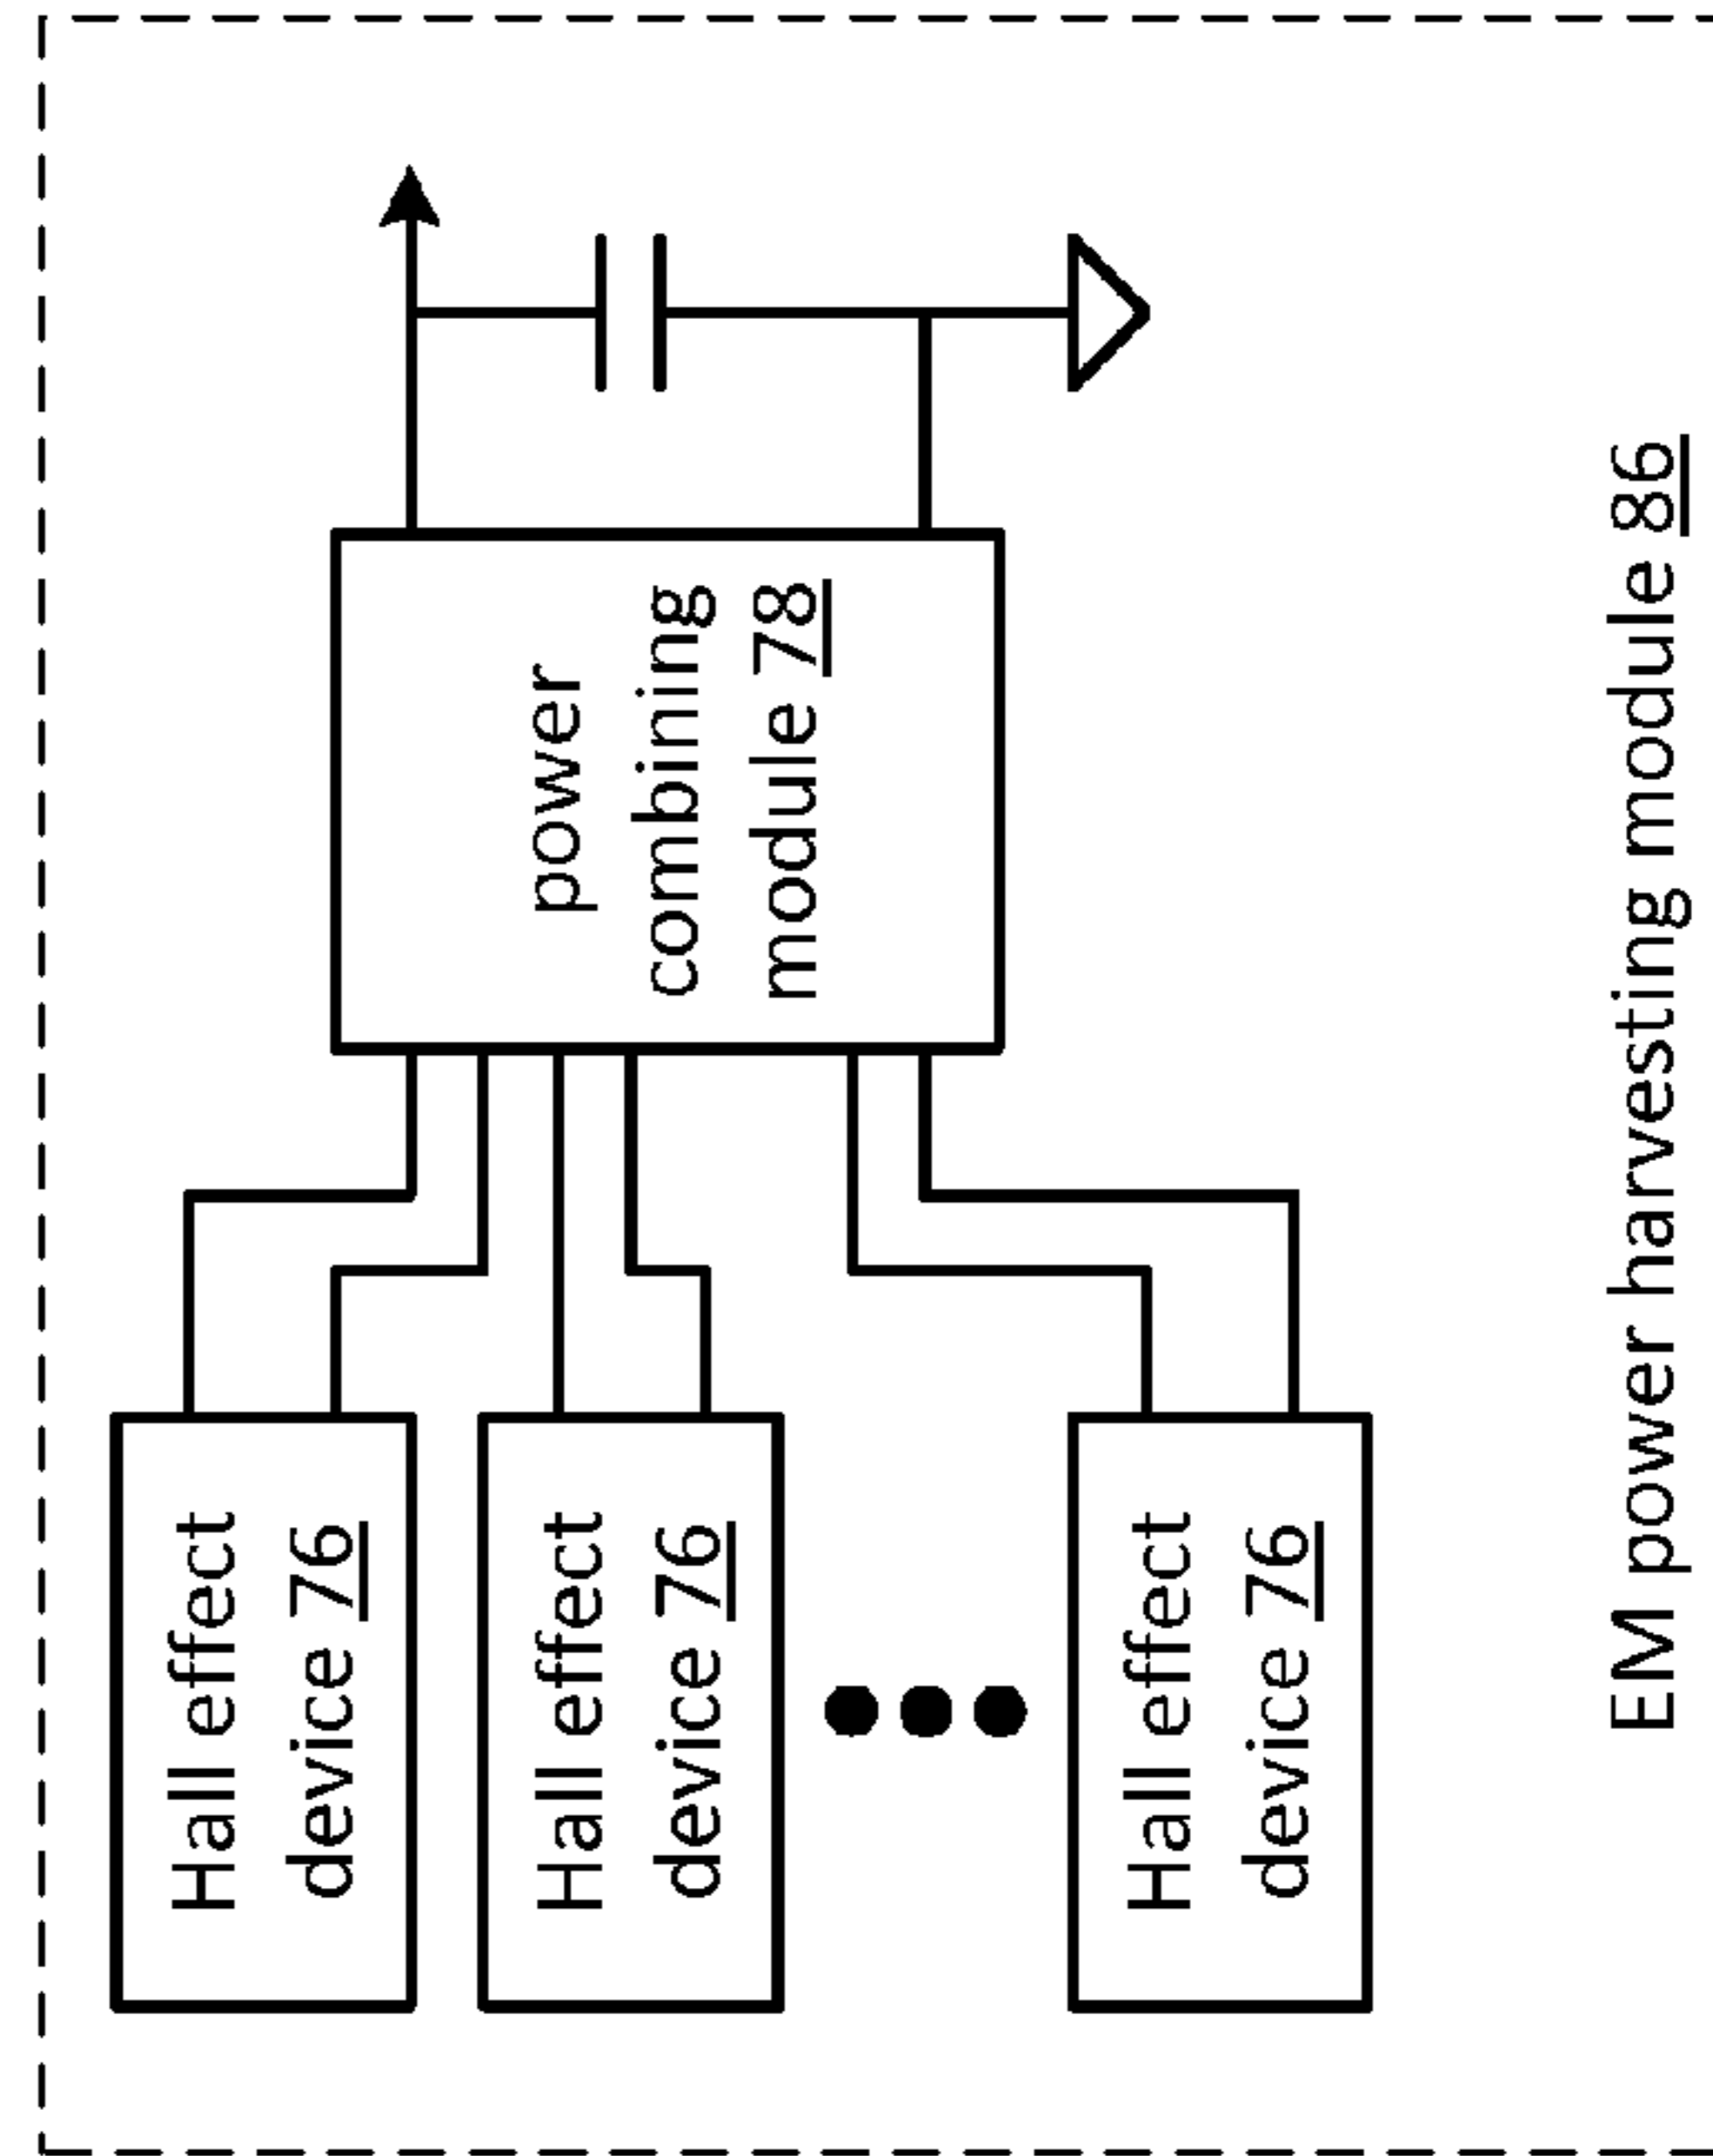 Hall effect
device 76
Hall effect
device 76
Hall effect
device 76
power
combining
module 78
EM power harvesting module 86